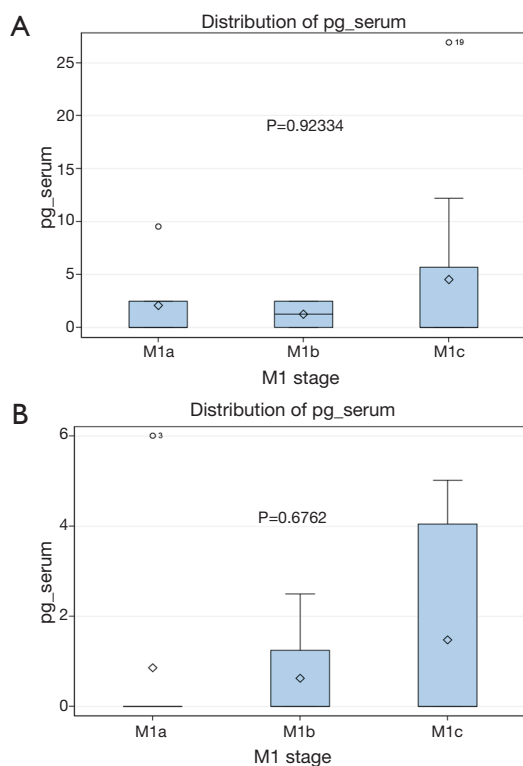 A
Distribution of pg_serum
25
20
15
10
5
0
pg_serum
P=0.92334
19
M1a
M1b
M1c
M1 stage
B
Distribution of pg_serum
6
4
2
0
pg_serum
P=0.6762
3
M1a
M1b
M1c
M1 stage